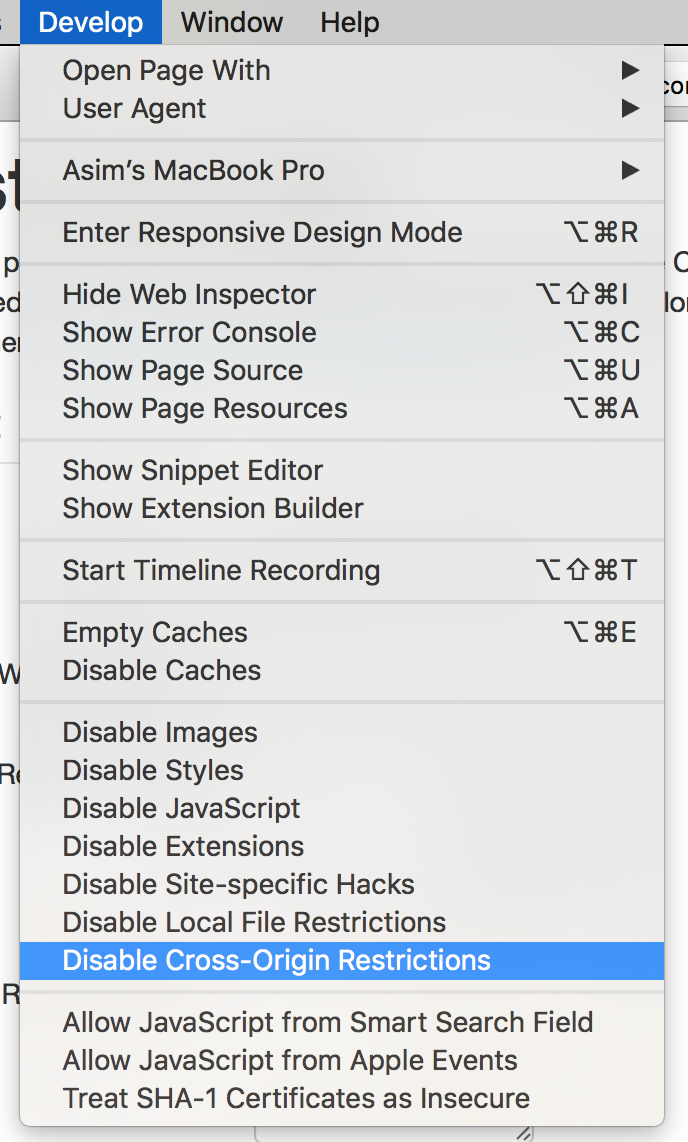 Develop Window Help
Open Page With ▶
User Agent ▶
Asim’s MacBook Pro ▶
Enter Responsive Design Mode ⌥⌘R
Hide Web Inspector ⌥⇧⌘I
Show Error Console ⌥⌘C
Show Page Source ⌥⌘U
Show Page Resources ⌥⌘A
Show Snippet Editor
Show Extension Builder
Start Timeline Recording ⌥⇧⌘T
Empty Caches ⌥⌘E
Disable Caches
Disable Images
Disable Styles
Disable JavaScript
Disable Extensions
Disable Site-specific Hacks
Disable Local File Restrictions
Disable Cross-Origin Restrictions
Allow JavaScript from Smart Search Field
Allow JavaScript from Apple Events
Treat SHA-1 Certificates as Insecure